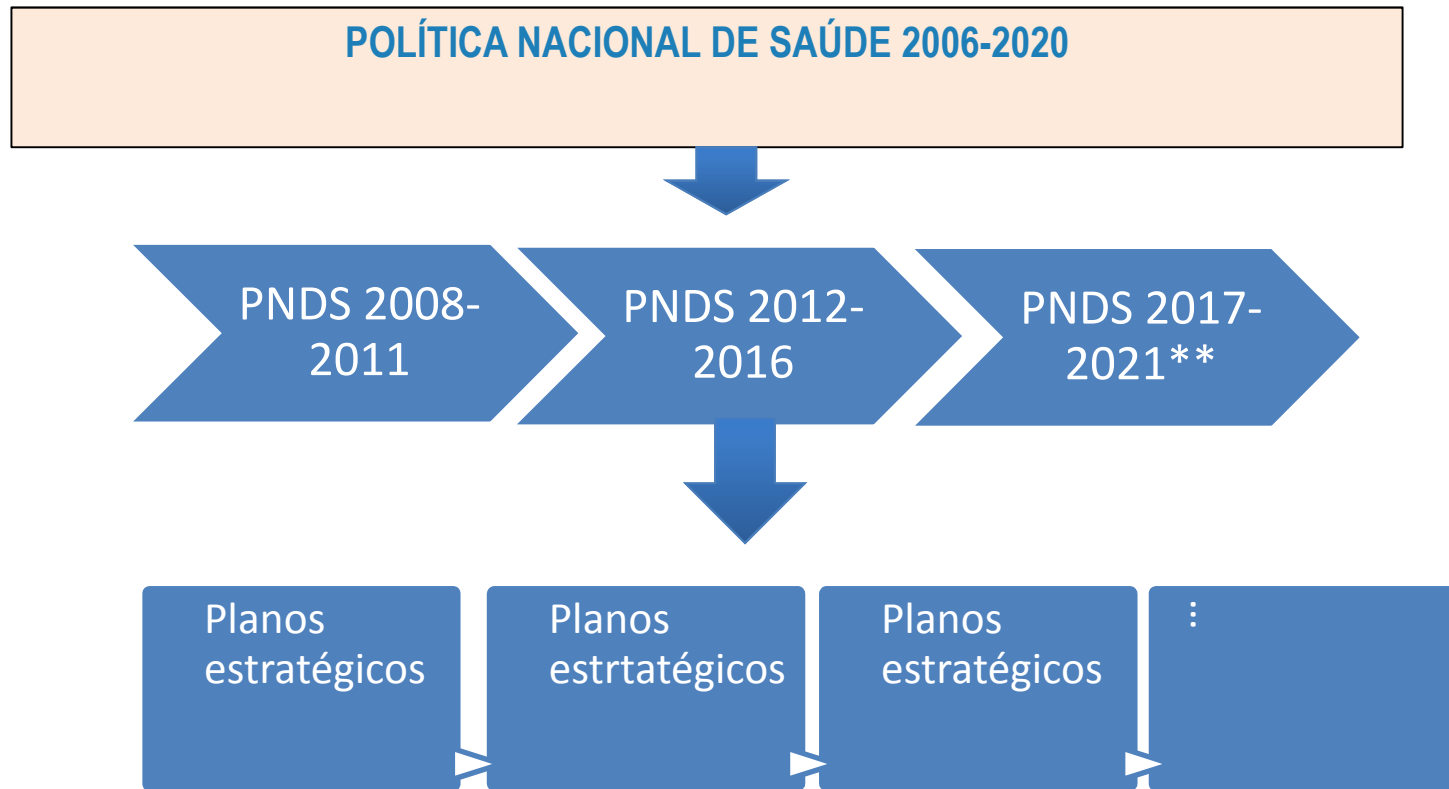 POLÍTICA NACIONAL DE SAÚDE 2006-2020
PNDS 2008-
2011
PNDS 2012-
2016
PNDS 2017-
2021**
Planos
estratégicos
Planos
estrtatégicos
Planos
estratégicos
...